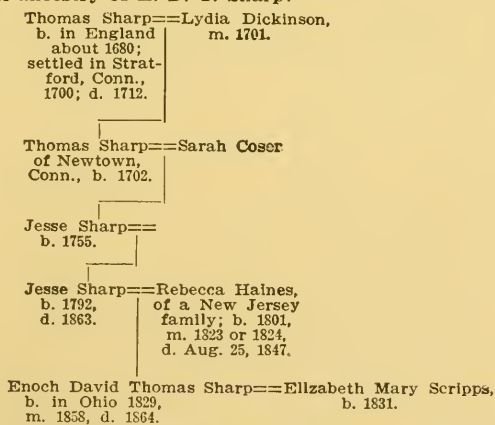 Thomas Sharp==Lydia Dickinson,
b. in England m. 1701.
about 1680;
settled in Strat-
ford, Conn.,
1700; d. 1712.
Thomas Sharp==Sarah Coser
of Newtown,
Conn., b. 1702.
Jesse Sharp==
b. 1755.
Jesse Sharp==Rebecca Haines,
b. 1792, of a New Jersey
d. 1863. family; b. 1801,
m. 1823 or 1824,
d. Aug. 25, 1847.
Enoch David Thomas Sharp==Elizabeth Mary Scripps,
b. in Ohio 1829, b. 1831.
m. 1858, d. 1864.